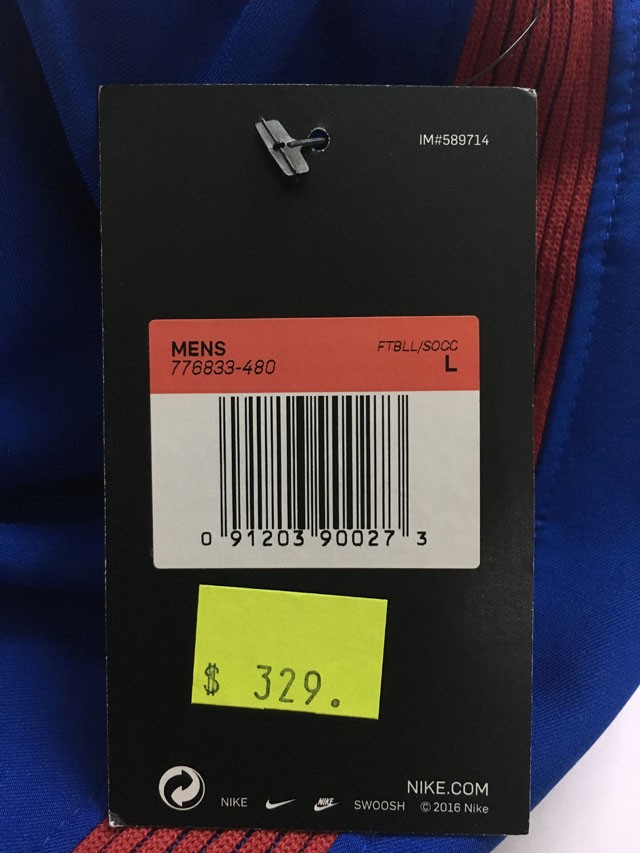 IM#589714
MENS
FTBLL/SOCC
776833-480
L
0 91203 90027 3
$ 329.
NIKE.COM
NIKE NIKE SWOOSH © 2016 Nike